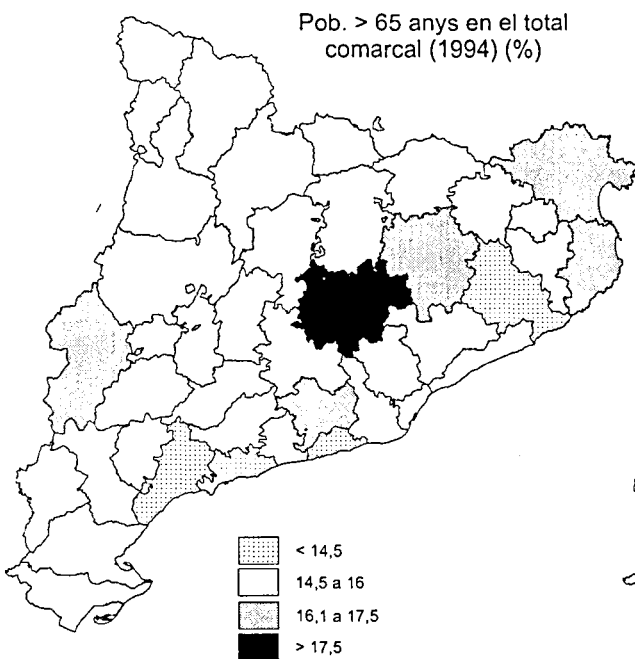 Pob. > 65 anys en el total
comarcal (1994) (%)
< 14,5
14,5 a 16
16,1 a 17,5
> 17,5